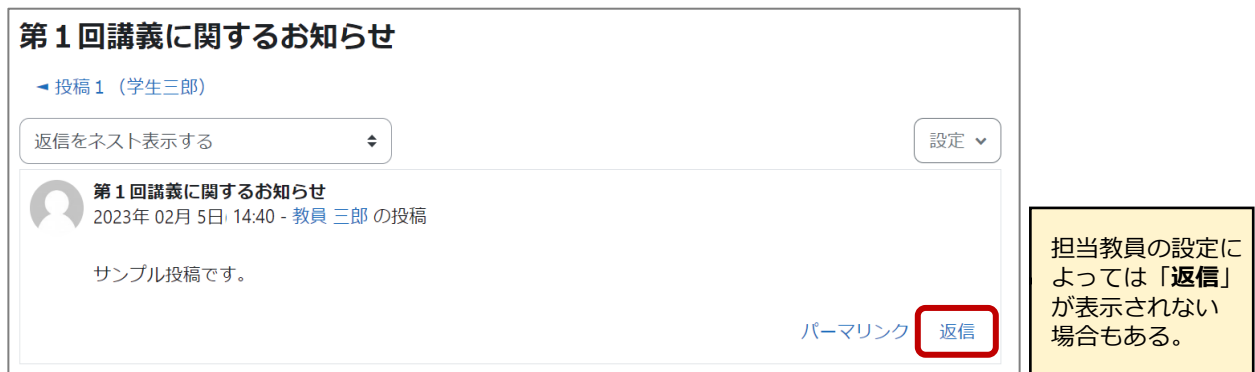 第１回講義に関するお知らせ
◄ 投稿１（学生三郎）
返信をネスト表示する
設定
第１回講義に関するお知らせ
2023年 02月 5日 14:40 - 教員 三郎 の投稿
サンプル投稿です。
パーマリンク 返信
担当教員の設定に
よっては「返信」
が表示されない
場合もある。